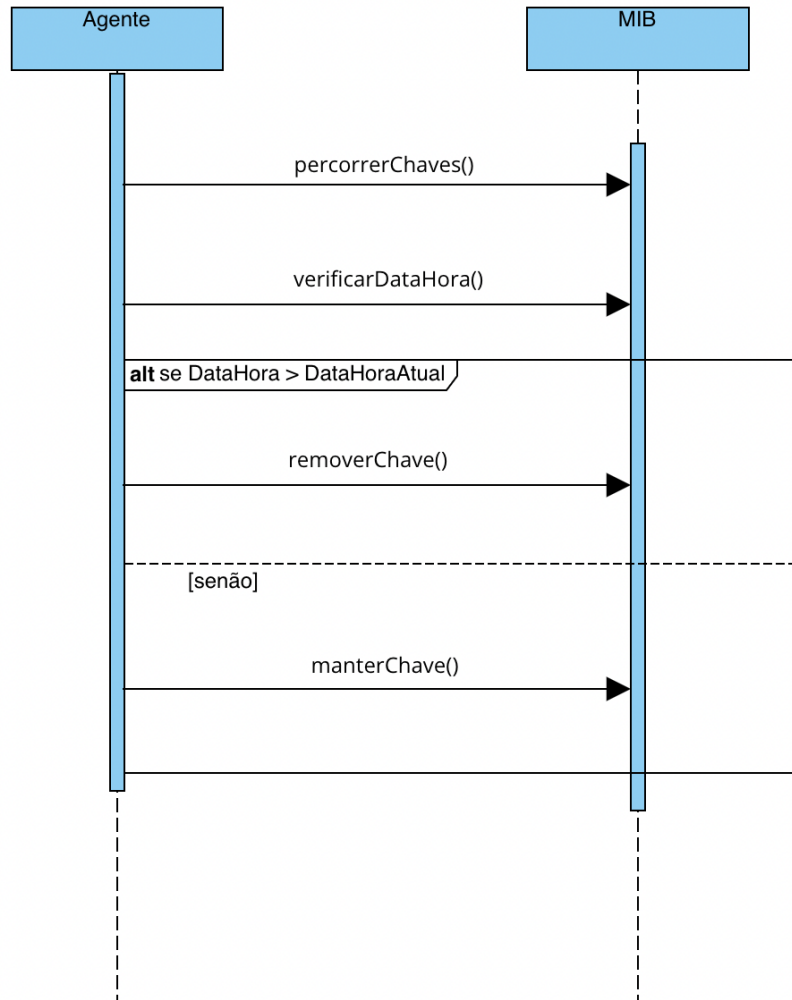 Agente
MIB
percorrerChaves()
verificarDataHora()
alt se DataHora > DataHoraAtual
removerChave()
[senão]
manterChave()